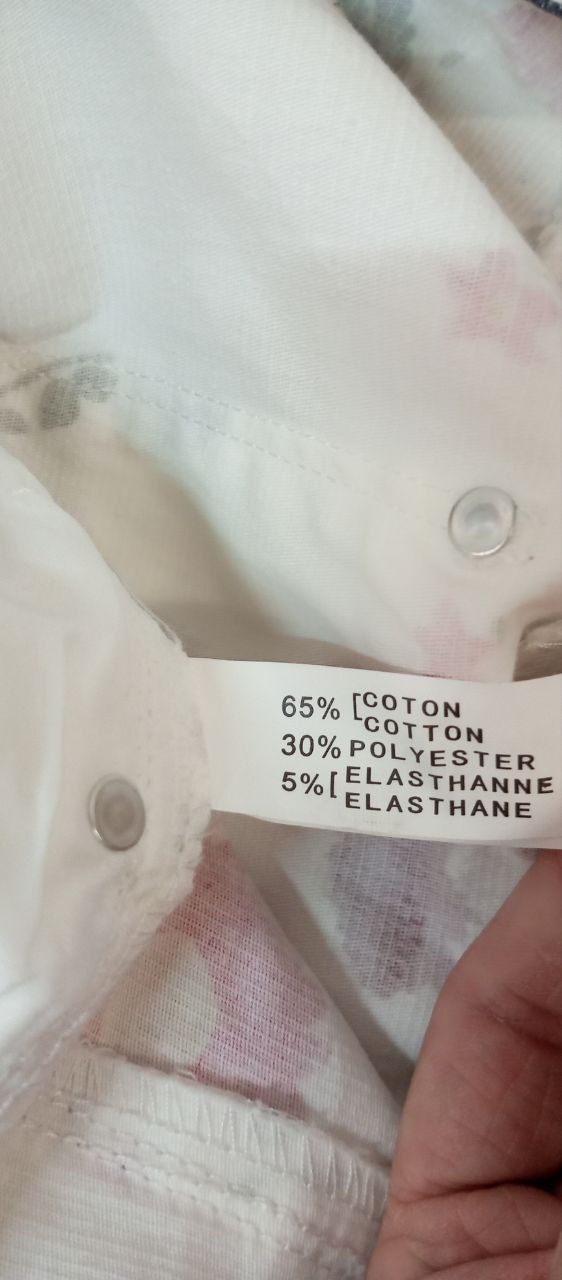 65% [COTON
COTTON
30% POLYESTER
5% [ELASTHANNE
ELASTHANE